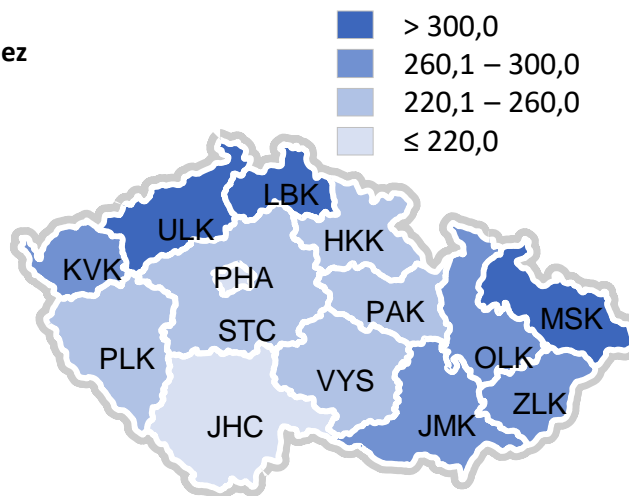 ez
> 300,0
260,1 – 300,0
220,1 – 260,0
≤ 220,0
LBK
ULK
HKK
KVK
PHA
PAK
MSK
STC
PLK
OLK
VYS
ZLK
JHC
JMK